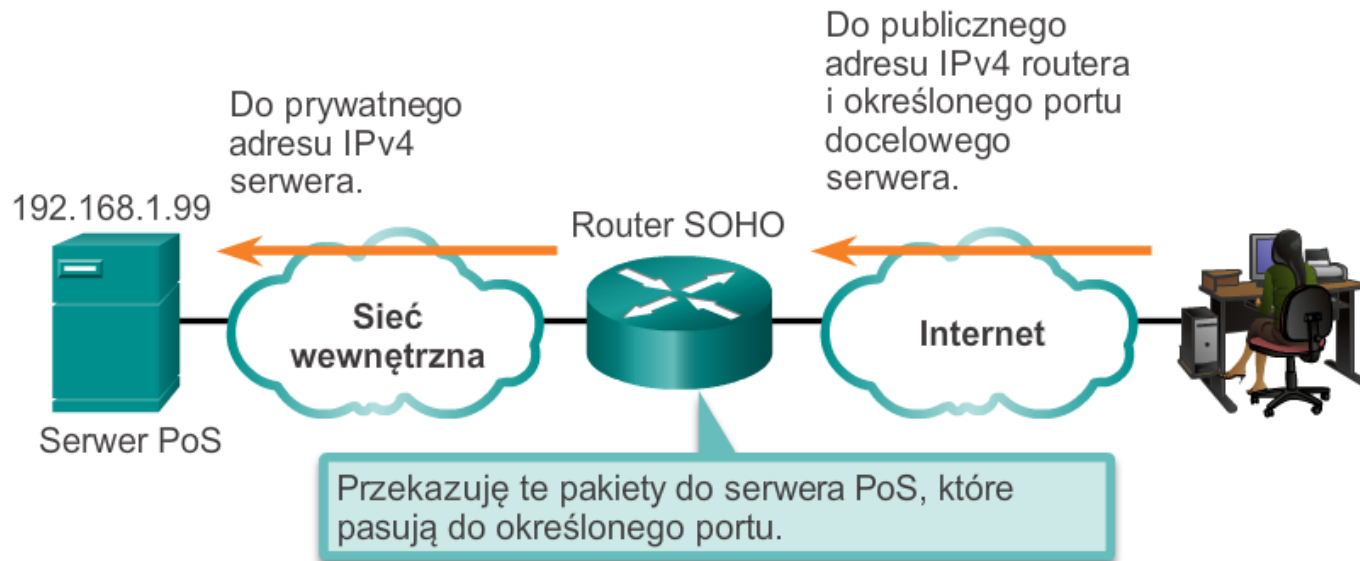 Do prywatnego
adresu IPv4
serwera.
Do publicznego
adresu IPv4 routera
i określonego portu
docelowego
serwera.
192.168.1.99
Router SOHO
Sieć
wewnętrzna
Internet
Serwer PoS
Przekazuję te pakiety do serwera PoS, które
pasują do określonego portu.